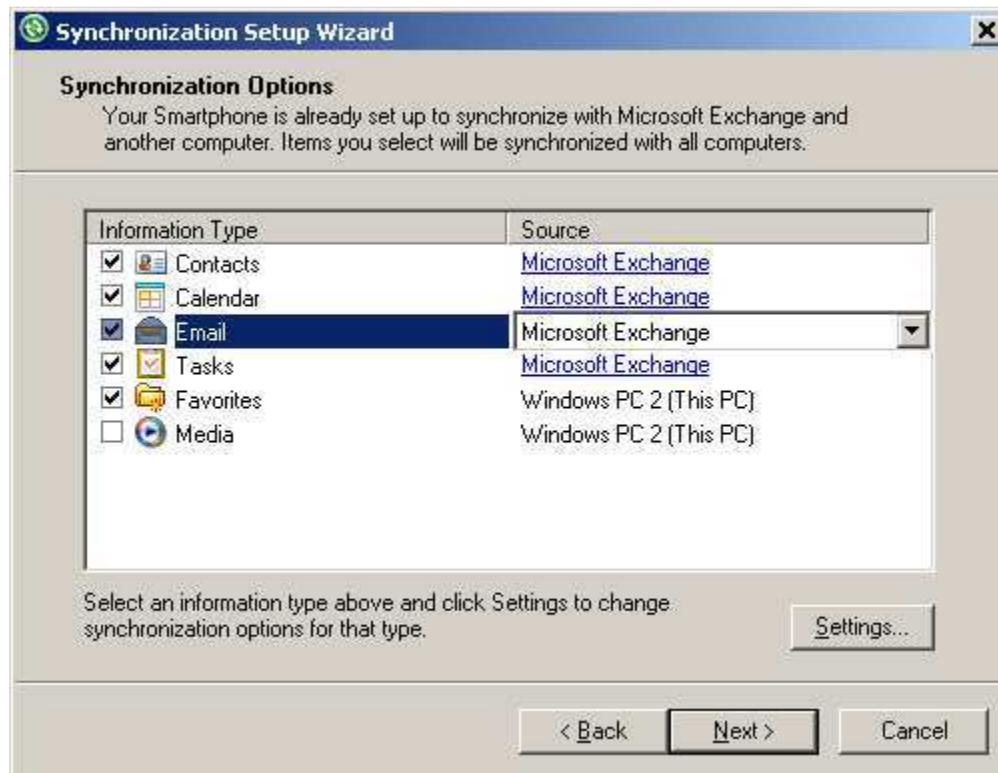 Synchronization Setup Wizard
Synchronization Options
Your Smartphone is already set up to synchronize with Microsoft Exchange and
another computer. Items you select will be synchronized with all computers.
Information Type Source
Contacts Microsoft Exchange
Calendar Microsoft Exchange
Email Microsoft Exchange
Tasks Microsoft Exchange
Favorites Windows PC 2 (This PC)
Media Windows PC 2 (This PC)
Select an information type above and click Settings to change
synchronization options for that type.
Settings...
< Back Next > Cancel